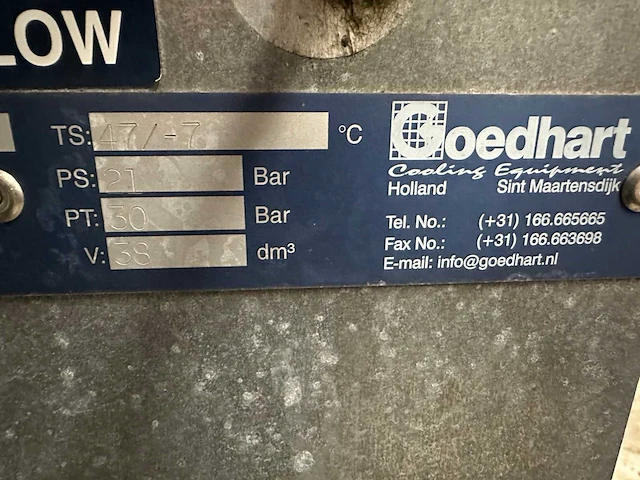 LOW
TS: 47/-7 °C
PS: 21 Bar
PT: 30 Bar
V: 38 dm³
Goedhart
Cooling Equipment
Holland Sint Maartensdijk
Tel. No.: (+31) 166.665665
Fax No.: (+31) 166.663698
E-mail: info@goedhart.nl